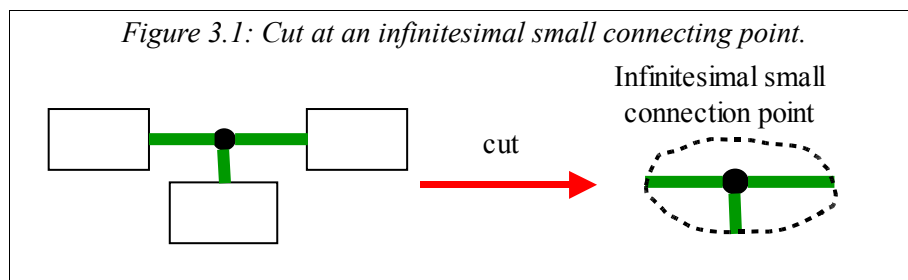 Figure 3.1: Cut at an infinitesimal small connecting point.
Infinitesimal small
connection point
cut